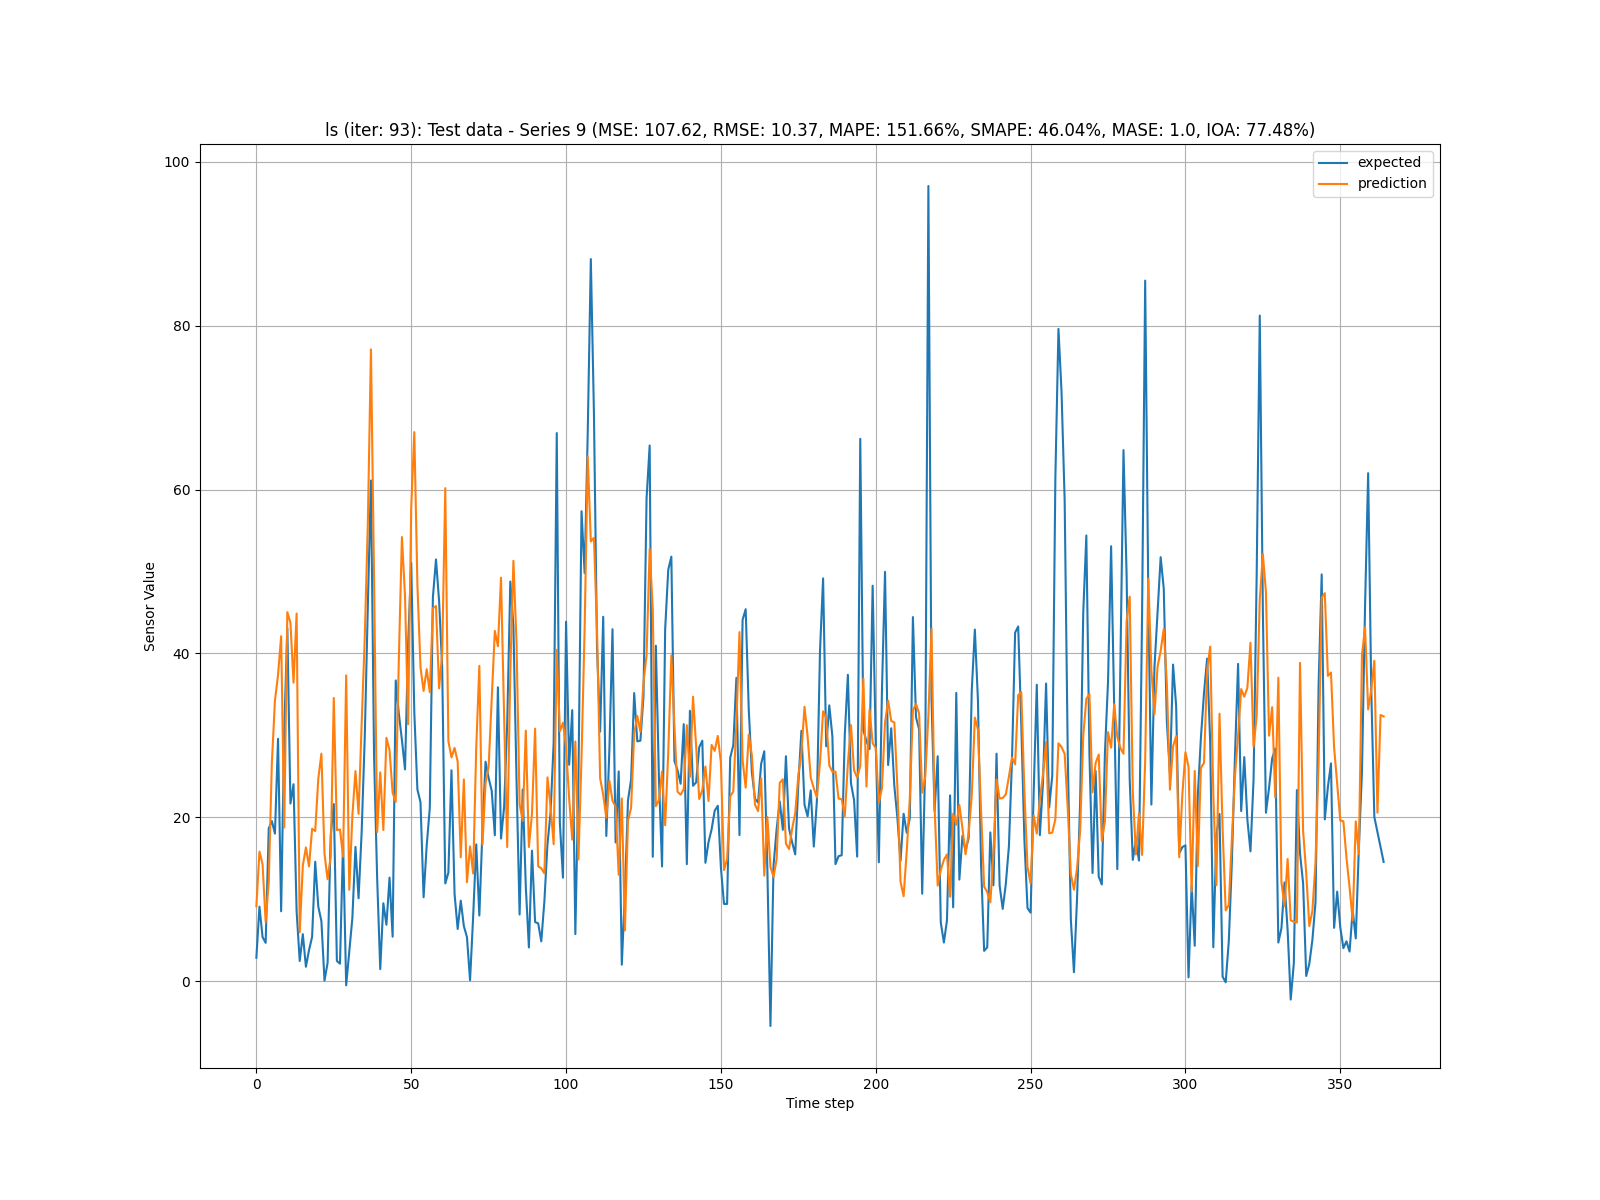 ls (iter: 93): Test data - Series 9 (MSE: 107.62, RMSE: 10.37, MAPE: 151.66%, SMAPE: 46.04%, MASE: 1.0, IOA: 77.48%)
expected
prediction
Sensor Value
100
80
60
40
20
0
0 50 100 150 200 250 300 350
Time step